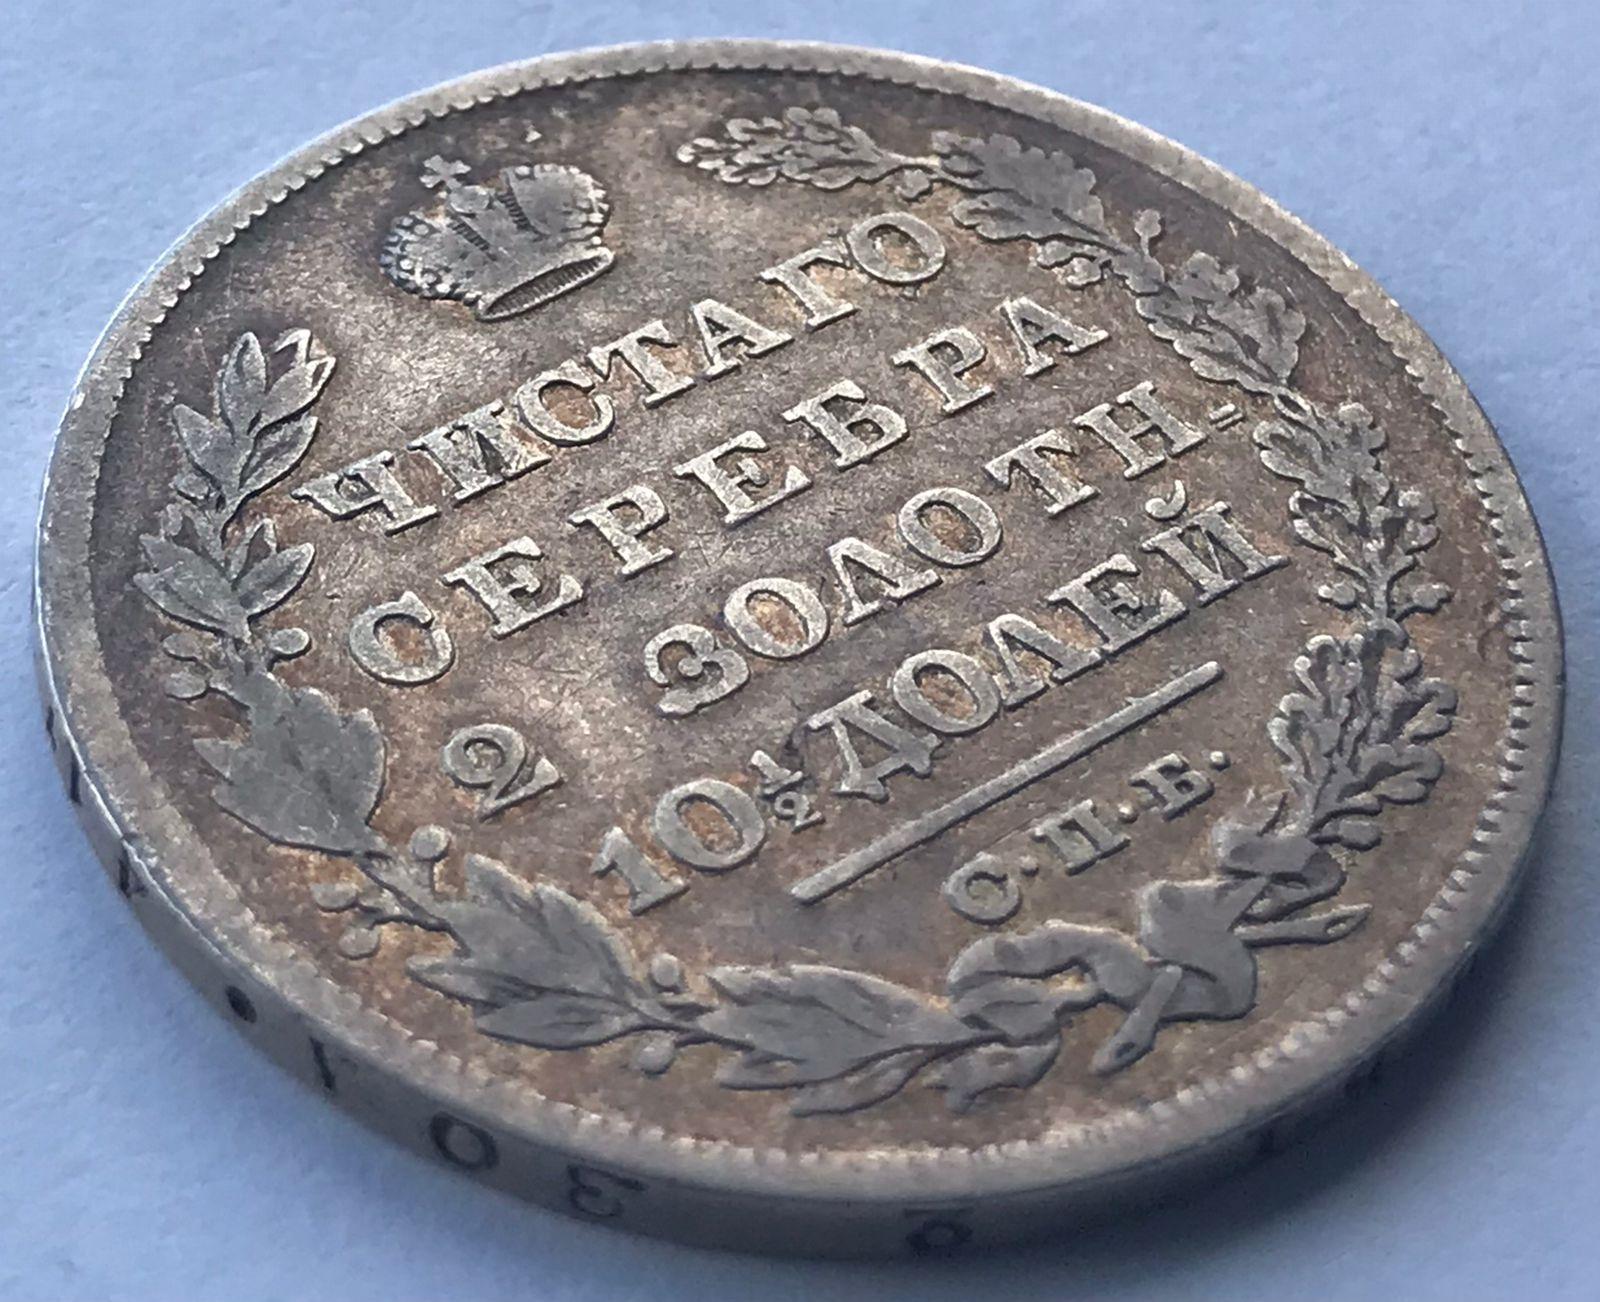 ЧИСТАГО
СЕРЕБРА
2 ЗОЛОТН=
10½ ДОЛЕЙ
С·П·Б·